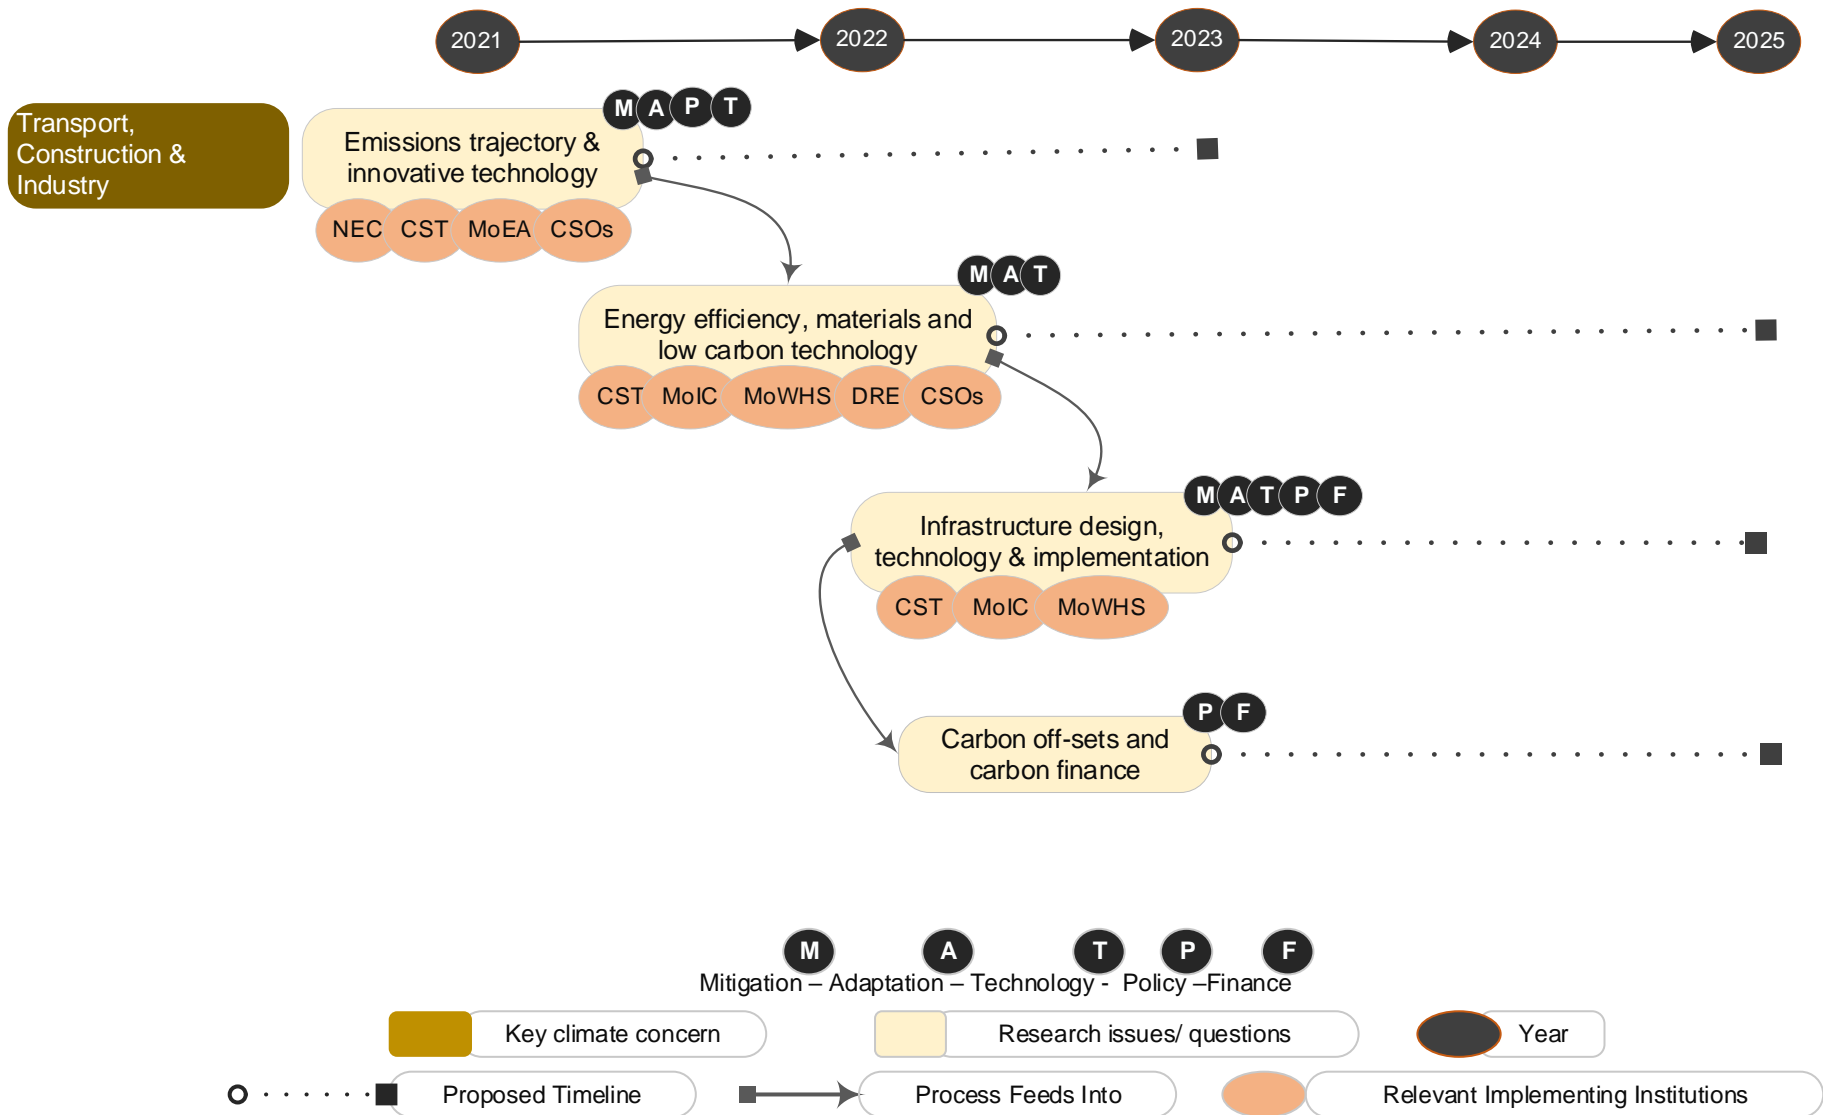 2021 2022 2023 2024 2025
Transport,
Construction &
Industry
M A P T
Emissions trajectory &
innovative technology
NEC CST MoEA CSOs
M A T
Energy efficiency, materials and
low carbon technology
CST MoIC MoWHS DRE CSOs
M A T P F
Infrastructure design,
technology & implementation
CST MoIC MoWHS
P F
Carbon off-sets and
carbon finance
M A T P F
Mitigation – Adaptation – Technology - Policy –Finance
Key climate concern Research issues/ questions Year
Proposed Timeline Process Feeds Into Relevant Implementing Institutions